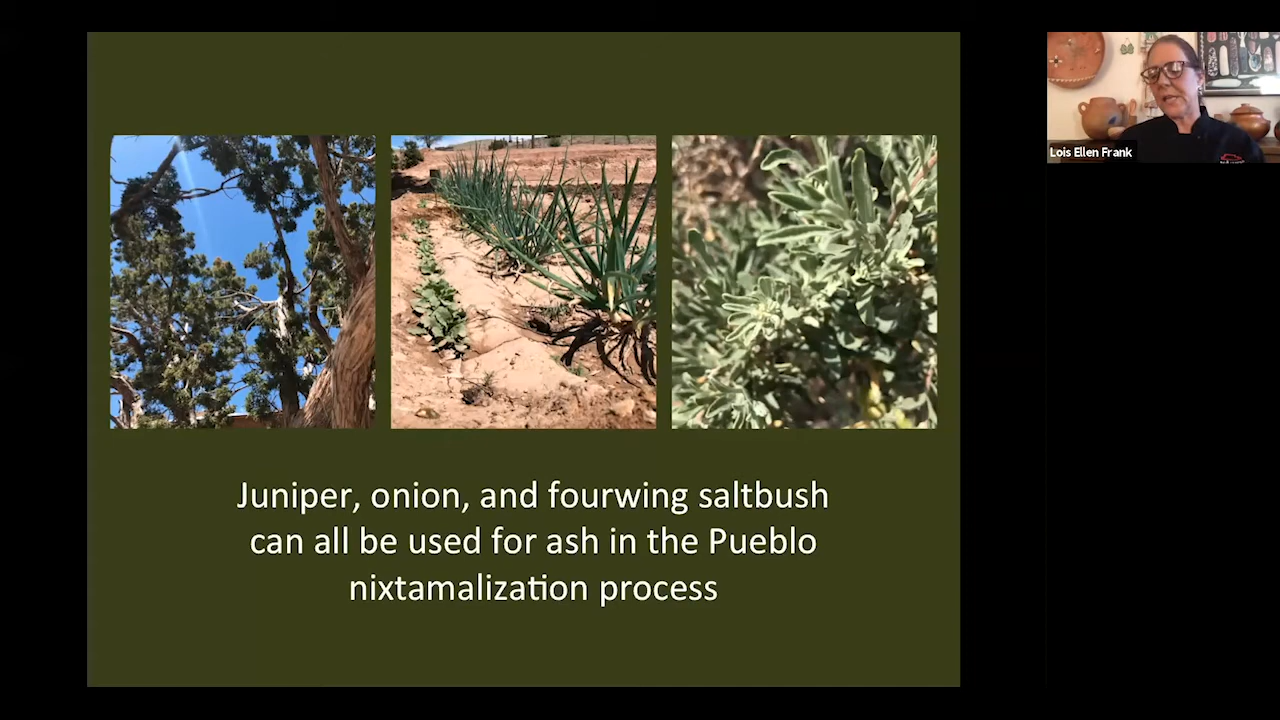 Lois Ellen Frank
Juniper, onion, and fourwing saltbush
can all be used for ash in the Pueblo
nixtamalization process